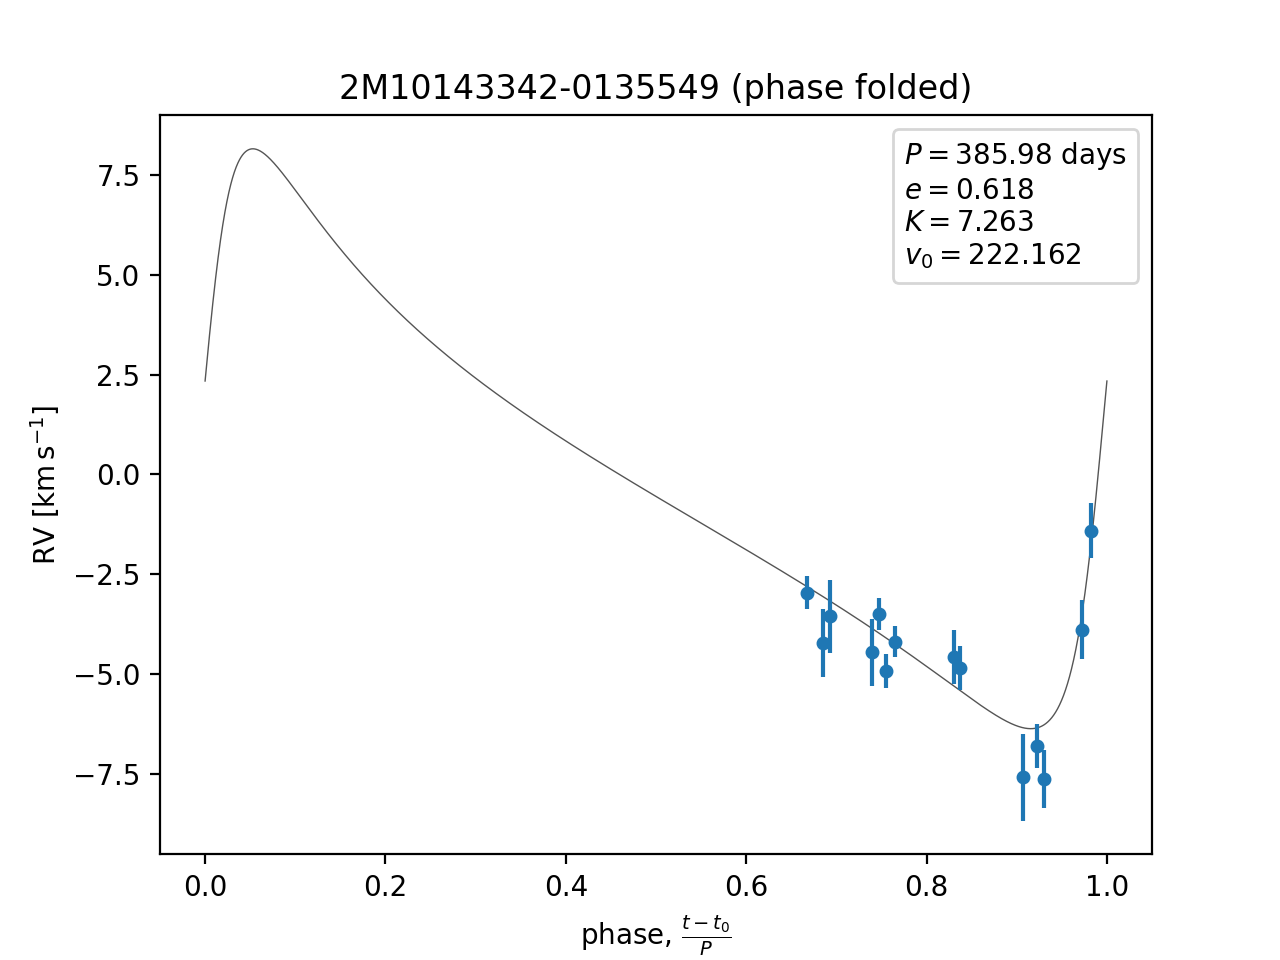 2M10143342-0135549 (phase folded)
P = 385.98 days
e = 0.618
K = 7.263
v₀ = 222.162
RV [km s⁻¹]
7.5
5.0
2.5
0.0
−2.5
−5.0
−7.5
0.0 0.2 0.4 0.6 0.8 1.0
phase, (t − t₀)/P